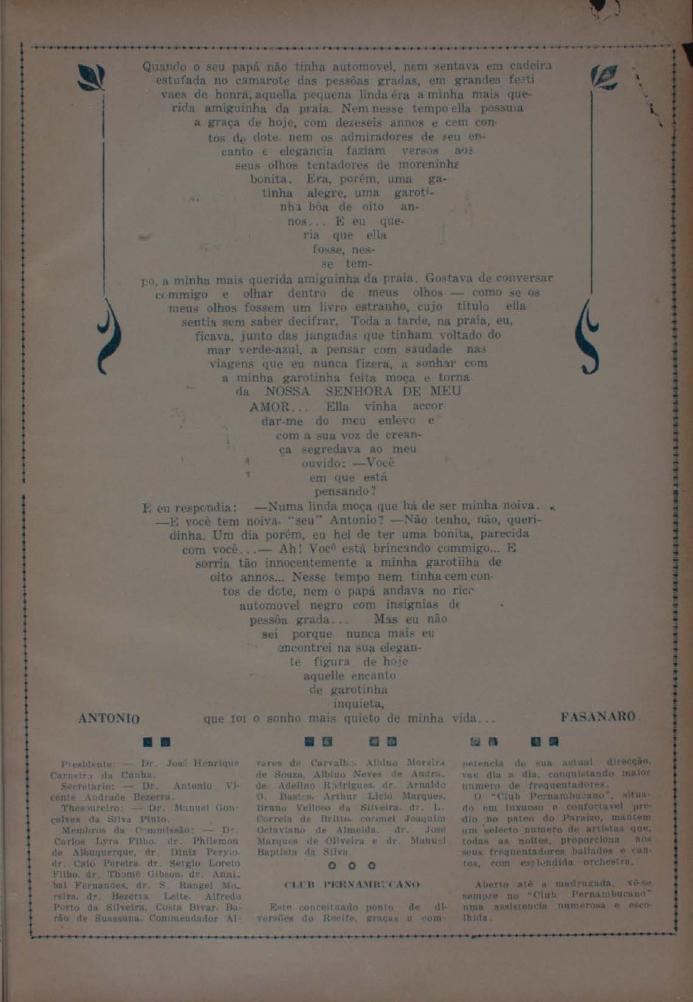 Quando o seu papá não tinha automovel, nem sentava em cadeira
estufada no camarote das pessôas gradas, em grandes festi
vaes de honra, aquella pequena linda éra a minha mais que-
rida amiguinha da praia. Nem nesse tempo ella possuia
a graça de hoje, com dezeseis annos e cem con-
tos de dote, nem os admiradores de seu en-
canto e elegancia faziam versos aos
seus olhos tentadores de moreninha
bonita. Era, porém, uma ga-
tinha alegre, uma garoti-
nha bôa de oito an-
nos... E eu que-
ria que ella
fosse, nes-
se tem-
po, a minha mais querida amiguinha da praia. Gostava de conversar
commigo e olhar dentro de meus olhos — como se os
meus olhos fossem um livro estranho, cujo titulo ella
sentia sem saber decifrar. Toda a tarde, na praia, eu,
ficava, junto das jangadas que tinham voltado do
mar verde-azul, a pensar com saudade nas
viagens que eu nunca fizera, a sonhar com
a minha garotinha feita moça e torna
da NOSSA SENHORA DE MEU
AMOR... Ella vinha accor
dar-me do meu enlevo e
com a sua voz de crean-
ça segredava ao meu
ouvido: —Você
em que está
pensando?
E eu respondia: —Numa linda moça que há de ser minha noiva...
—E você tem noiva, "seu" Antonio? —Não tenho, não, queri-
dinha. Um dia porém, eu hei de ter uma bonita, parecida
com você...— Ah! Você está brincando commigo... E
sorria tão innocentemente a minha garotiiha de
oito annos... Nesse tempo nem tinha cem con-
tos de dote, nem o papá andava no rico
automovel negro com insignias de
pessôa grada... Mas eu não
sei porque nunca mais eu
encontrei na sua elegan-
te figura de hoje
aquelle encanto
de garotinha
inquieta,
que foi o sonho mais quieto de minha vida...
ANTONIO FASANARO.
Presidente: — Dr. José Henrique
Carneiro da Cunha.
Secretario: — Dr. Antonio Vi
cente Andrade Bezerra.
Thesoureiro: — Dr. Manuel Gon-
çalves da Silva Pinto.
Membros da Commissão: — Dr.
Carlos Lyra Filho, dr. Philemon
de Albuquerque, dr. Diniz Perylo,
dr. Caio Pereira, dr. Sergio Loreto
Filho, dr. Thomé Gibson, dr. Anni.
bal Fernandes, dr. S. Rangel Mo.
reira, dr. Bezerra Leite, Alfredo
Porto da Silveira, Costa Bivar, Ba-
rão de Suassuna, Commendador Al-
vares de Carvalho, Albino Moreira
de Souza, Albino Neves de Andra.
de, Adelino Rodrigues, dr. Arnaldo
O. Bastos, Arthur Licio Marques,
Bruno Velloso da Silveira, dr. L.
Correia de Britto, coronel Joaquim
Octaviano de Almeida, dr. José
Marques de Oliveira e dr. Manuel
Baptista da Silva.
CLUB PERNAMBUCANO
Este conceituado ponto de di-
versões do Recife, graças a com-
petencia de sua actual direcção,
vae dia a dia, conquistando maior
numero de frequentadores.
O "Club Pernambucano", situa-
do em luxuoso e confortavel pre-
dio no pateo do Paraizo, mantem
um selecto numero de artistas que,
todas as noites, proporciona aos
seus frequentadores bailados e can-
tos, com esplendida orchestra.
Aberto até a madrugada, vê-se
sempre no "Club Pernambucano"
uma assistencia numerosa e esco-
lhida.